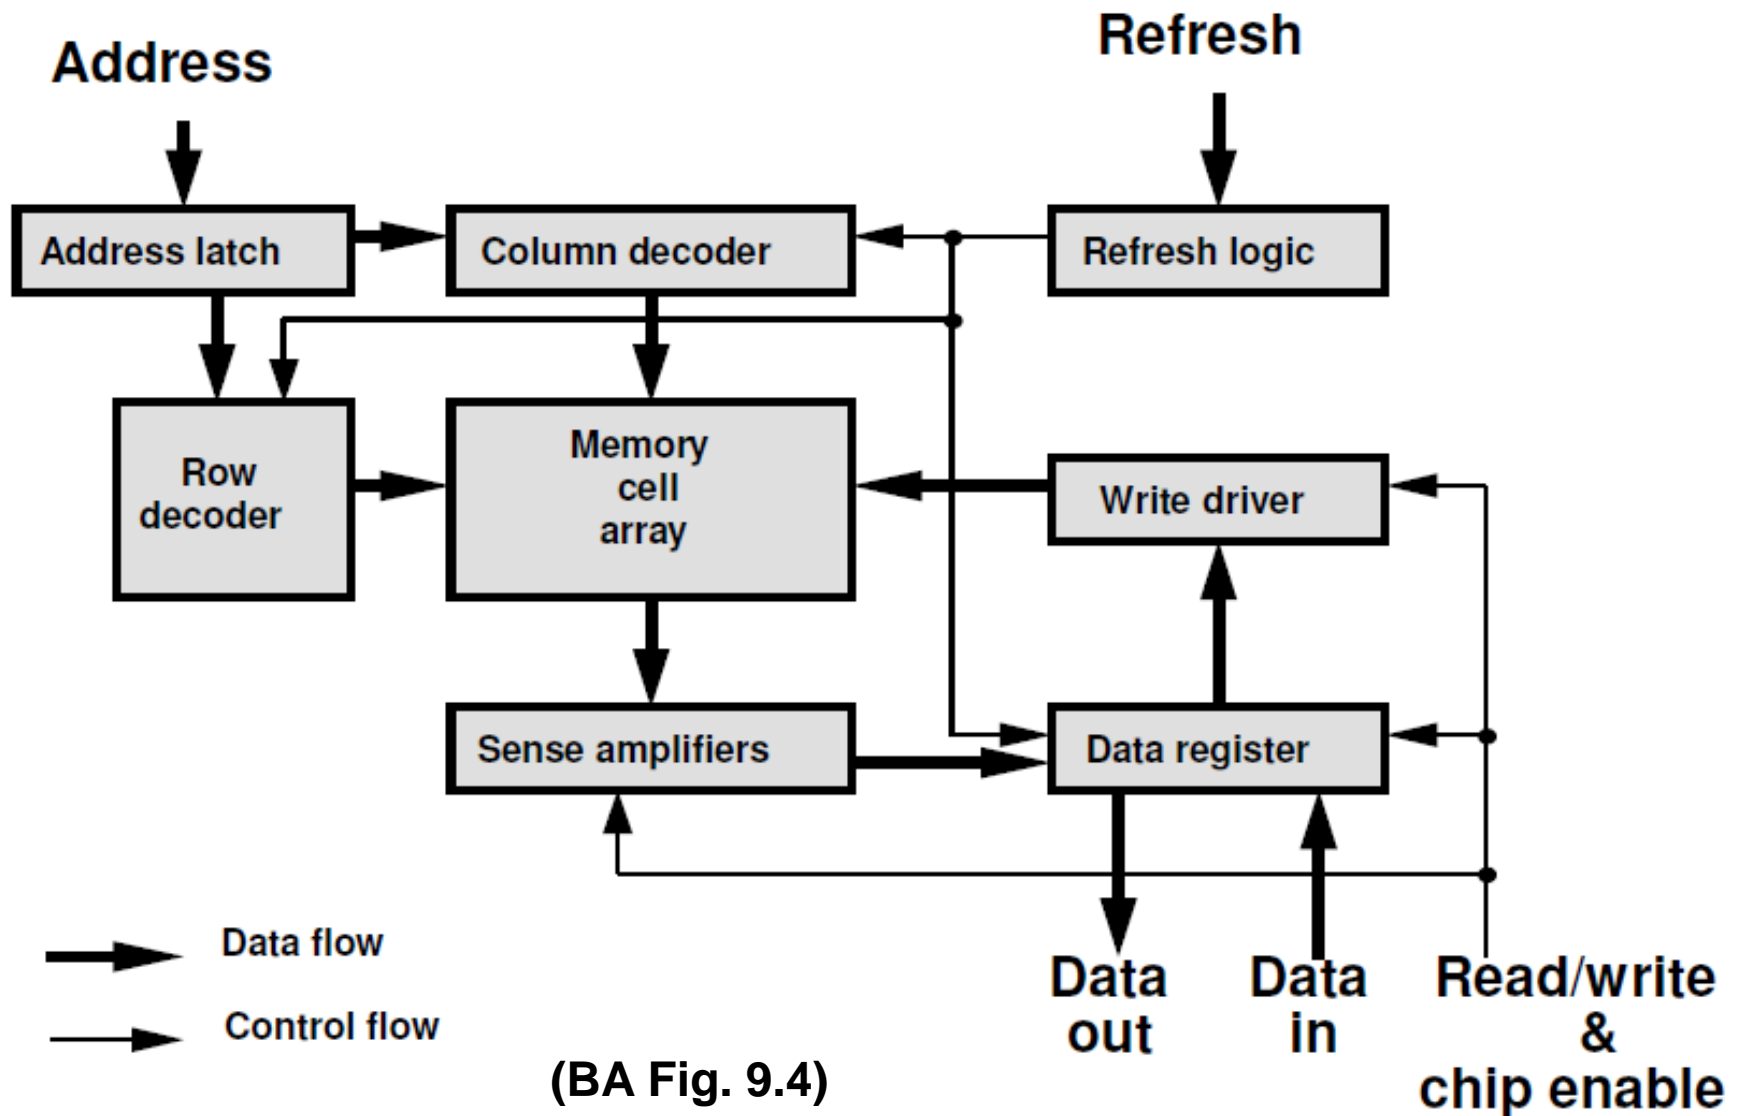 Address
Refresh
Address latch
Column decoder
Refresh logic
Row
decoder
Memory
cell
array
Write driver
Sense amplifiers
Data register
Data flow
Control flow
Data
out
Data
in
Read/write
&
chip enable
(BA Fig. 9.4)